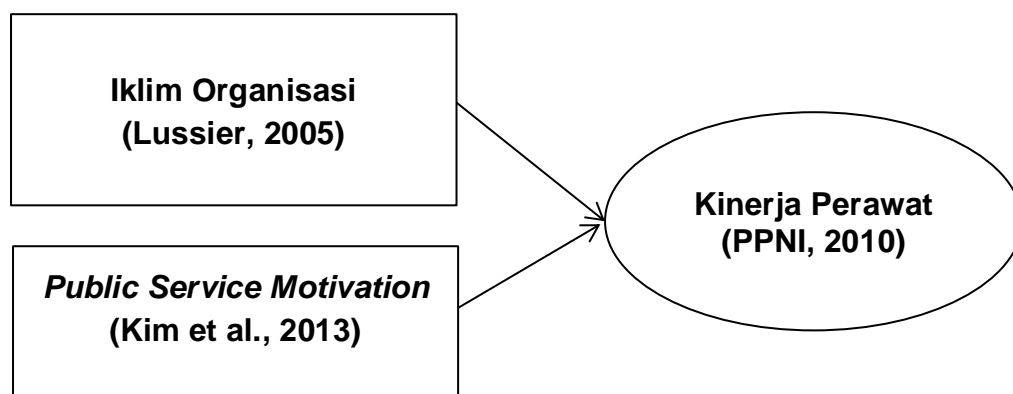 Iklim Organisasi
(Lussier, 2005)
Public Service Motivation
(Kim et al., 2013)
Kinerja Perawat
(PPNI, 2010)